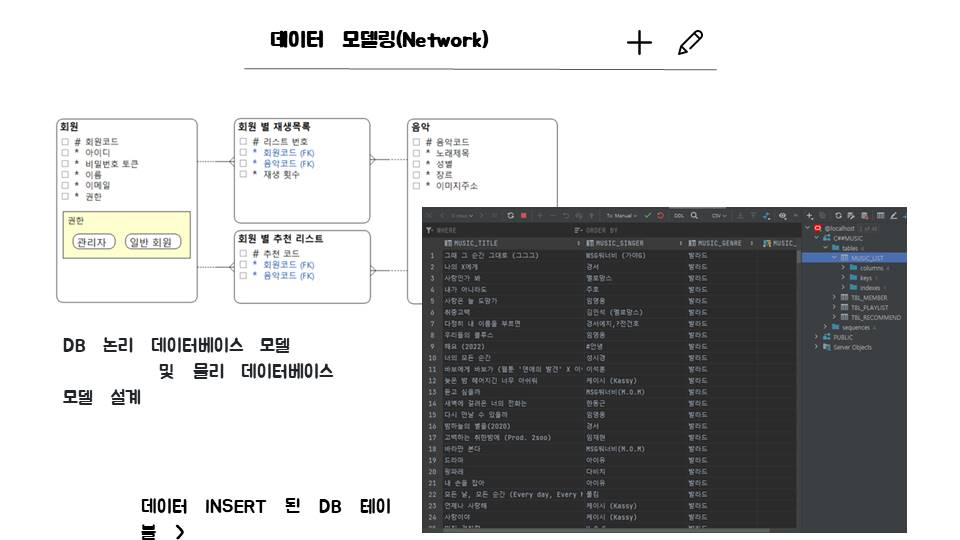 데이터 모델링(Network)
회원
# 회원코드
* 아이디
* 비밀번호 토큰
* 이름
* 이메일
* 권한
권한
관리자
일반 회원
회원 별 재생목록
# 리스트 번호
* 회원코드 (FK)
* 음악코드 (FK)
* 재생 횟수
회원 별 추천 리스트
# 추천 코드
* 회원코드 (FK)
* 음악코드 (FK)
음악
# 음악코드
* 노래제목
* 성별
* 장르
* 이미지주소
DB 논리 데이터베이스 모델
및 물리 데이터베이스
모델 설계
데이터 INSERT 된 DB 테이
블 >
Tx: Manual DDL CSV
WHERE ORDER BY
MUSIC_TITLE MUSIC_SINGER MUSIC_GENRE MUSIC_
1 그때 그 순간 그대로 (그그그) MSG워너비 (가야G) 발라드
2 나의 X에게 경서 발라드
3 사랑인가 봐 멜로망스 발라드
4 내가 아니라도 주호 발라드
5 사랑은 늘 도망가 임영웅 발라드
6 취중고백 김민석 (멜로망스) 발라드
7 다정히 내 이름을 부르면 경서예지,?전건호 발라드
8 우리들의 블루스 임영웅 발라드
9 해요 (2022) #안녕 발라드
10 너의 모든 순간 성시경 발라드
11 바보에게 바보가 (웹툰 '연애의 발견' X 이석훈 발라드
12 늦은 밤 헤어지긴 너무 아쉬워 케이시 (Kassy) 발라드
13 듣고 싶을까 MSG워너비(M.O.M) 발라드
14 새벽에 걸려온 너의 전화는 한동근 발라드
15 다시 만날 수 있을까 임영웅 발라드
16 밤하늘의 별을(2020) 경서 발라드
17 고백하는 취한밤에 (Prod. 2soo) 임재현 발라드
18 바라만 본다 MSG워너비(M.O.M) 발라드
19 드라마 아이유 발라드
20 팡파레 다비치 발라드
21 내 손을 잡아 아이유 발라드
22 모든 날, 모든 순간 (Every day, Every M 폴킴 발라드
23 언제나 사랑해 케이시 (Kassy) 발라드
24 사랑이야 케이시 (Kassy) 발라드
@localhost
C##MUSIC
tables 4
MUSIC_LIST
columns 4
keys 1
indexes 1
TBL_MEMBER
TBL_PLAYLIST
TBL_RECOMMEND
sequences 4
PUBLIC
Server Objects